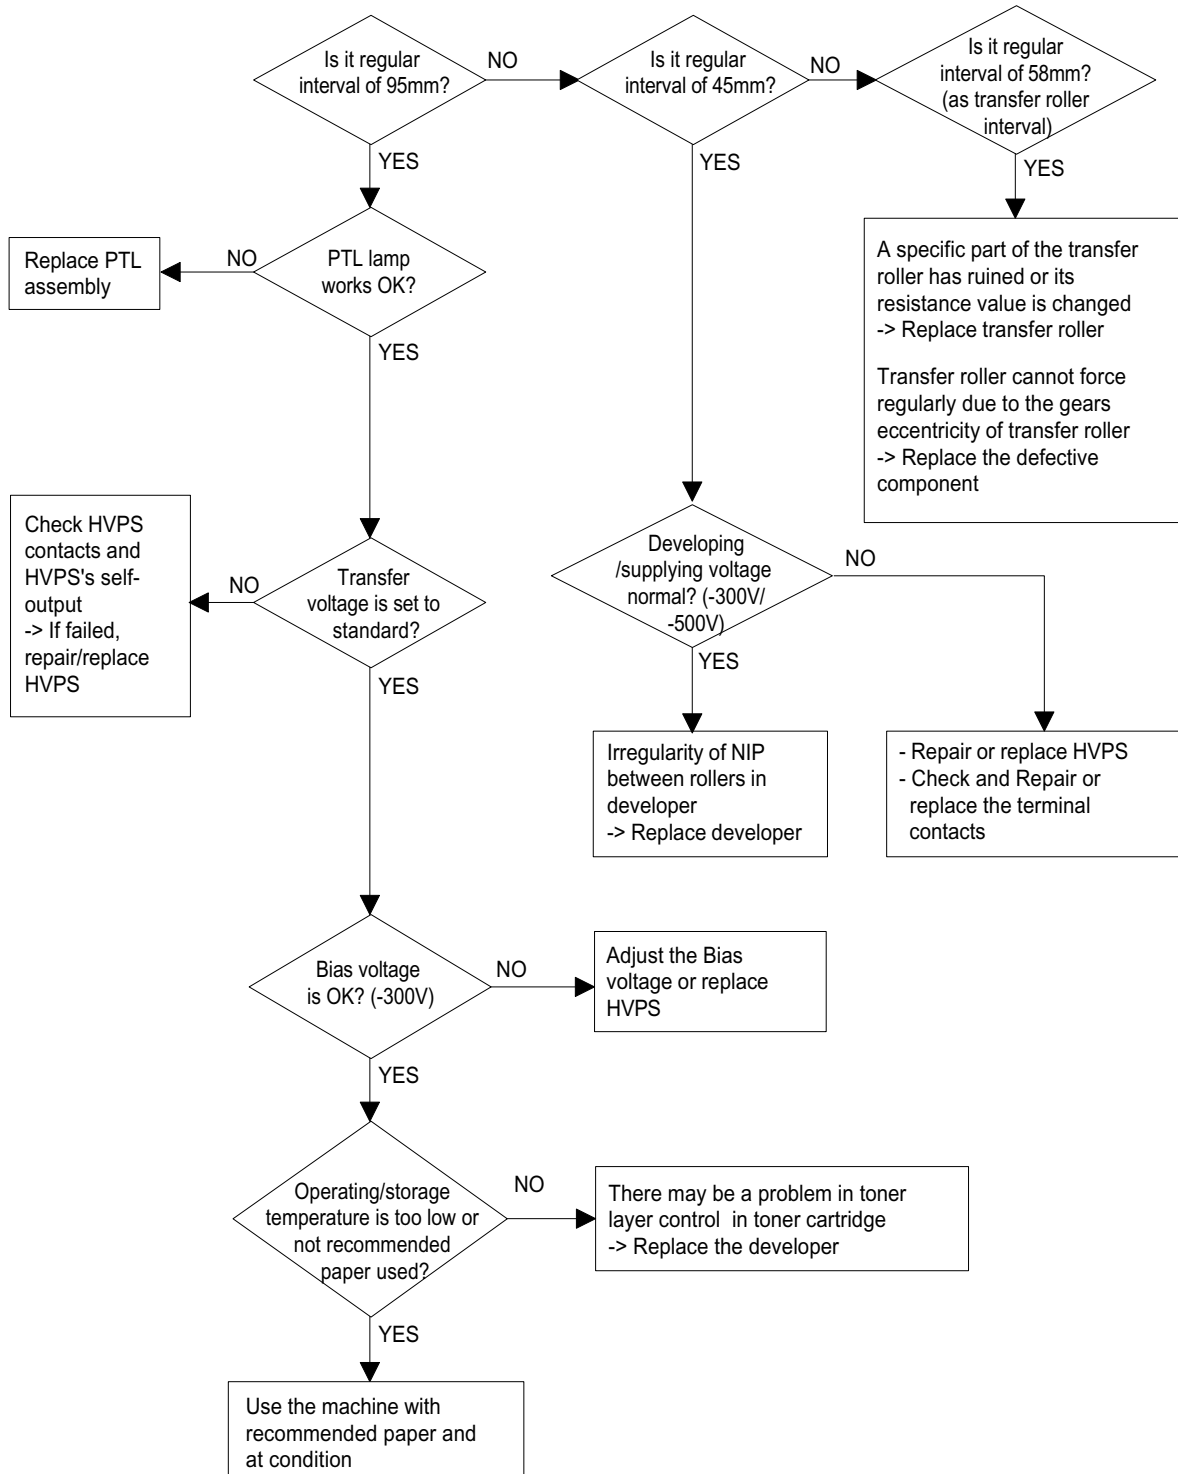 Is it regular
interval of 95mm?
NO
Is it regular
interval of 45mm?
NO
Is it regular
interval of 58mm?
(as transfer roller
interval)
YES
YES
YES
Replace PTL
assembly
NO
PTL lamp
works OK?
YES
A specific part of the transfer
roller has ruined or its
resistance value is changed
-> Replace transfer roller
Transfer roller cannot force
regularly due to the gears
eccentricity of transfer roller
-> Replace the defective
component
Check HVPS
contacts and
HVPS's self-
output
-> If failed,
repair/replace
HVPS
NO
Transfer
voltage is set to
standard?
YES
Developing
/supplying voltage
normal? (-300V/
-500V)
NO
YES
Irregularity of NIP
between rollers in
developer
-> Replace developer
- Repair or replace HVPS
- Check and Repair or
replace the terminal
contacts
Bias voltage
is OK? (-300V)
NO
Adjust the Bias
voltage or replace
HVPS
YES
Operating/storage
temperature is too low or
not recommended
paper used?
NO
There may be a problem in toner
layer control in toner cartridge
-> Replace the developer
YES
Use the machine with
recommended paper and
at condition